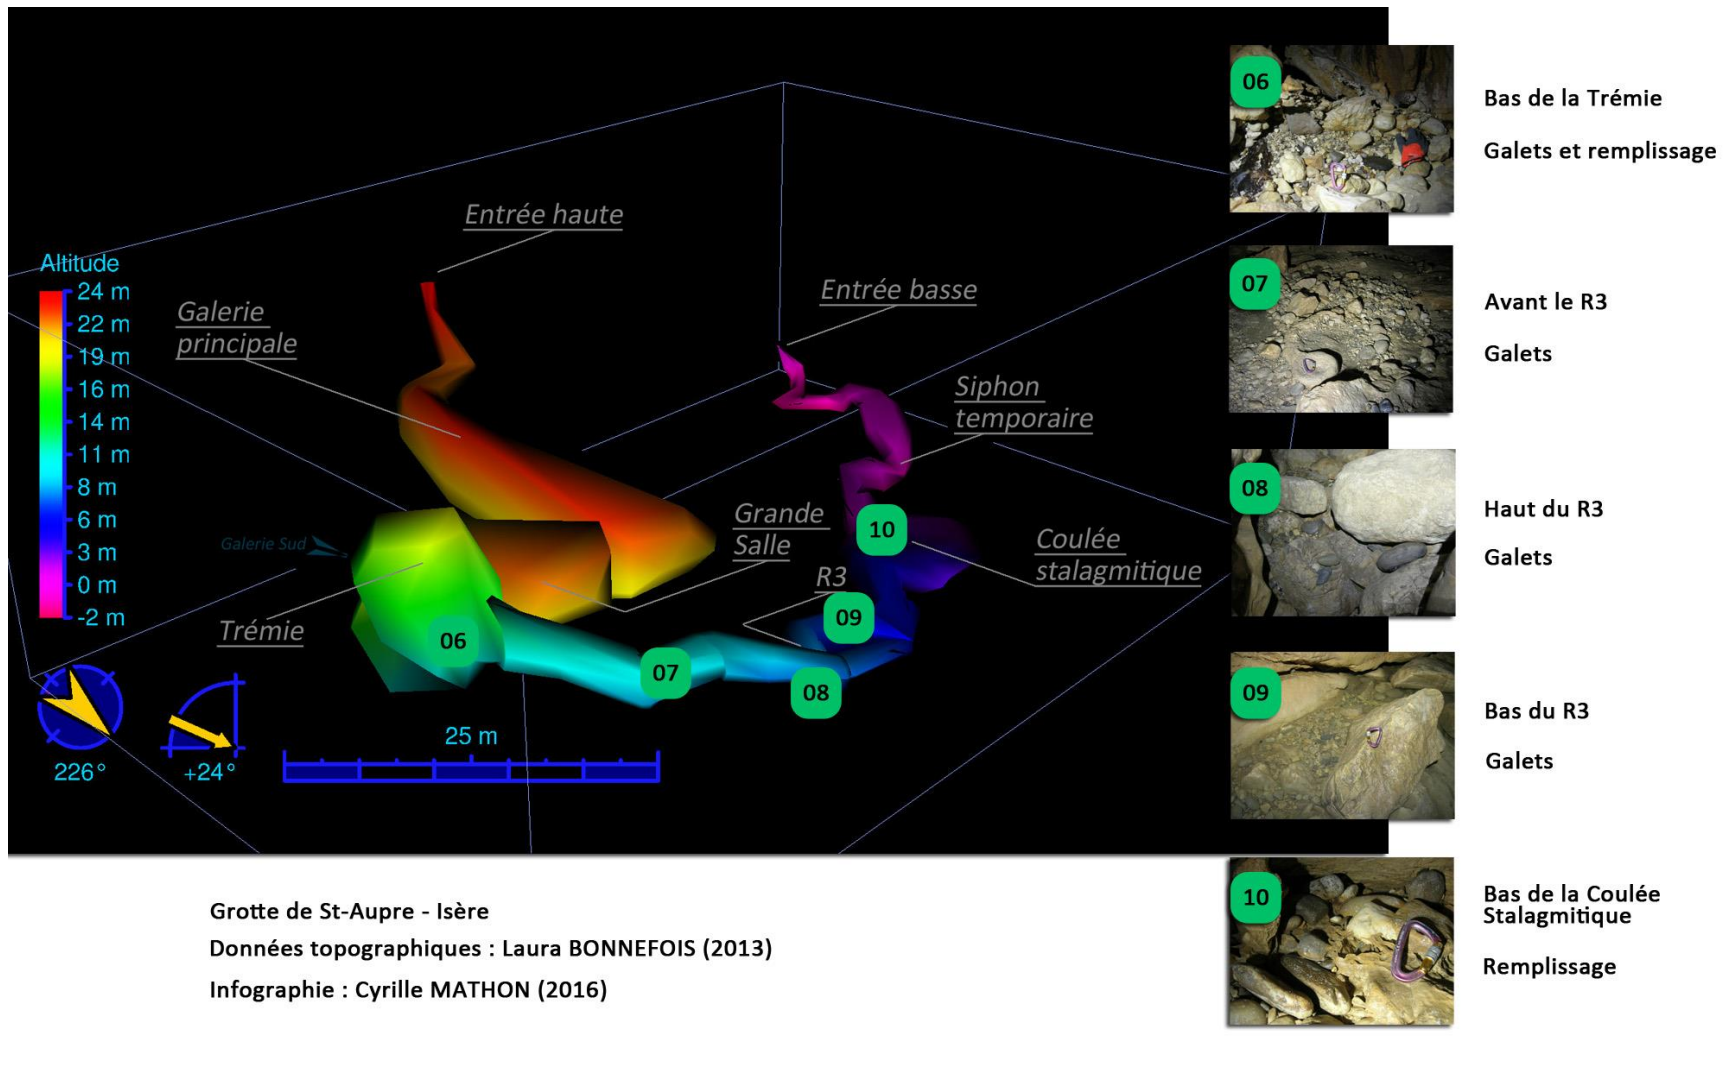 Entrée haute
Entrée basse
Galerie
principale
Siphon
temporaire
Galerie Sud
Grande
Salle
Coulée
stalagmitique
R3
Trémie
Altitude
24 m
22 m
19 m
16 m
14 m
11 m
8 m
6 m
3 m
0 m
-2 m
226°
+24°
25 m
06
07
08
09
10
06
Bas de la Trémie
Galets et remplissage
07
Avant le R3
Galets
08
Haut du R3
Galets
09
Bas du R3
Galets
10
Bas de la Coulée
Stalagmitique
Remplissage
Grotte de St-Aupre - Isère
Données topographiques : Laura BONNEFOIS (2013)
Infographie : Cyrille MATHON (2016)